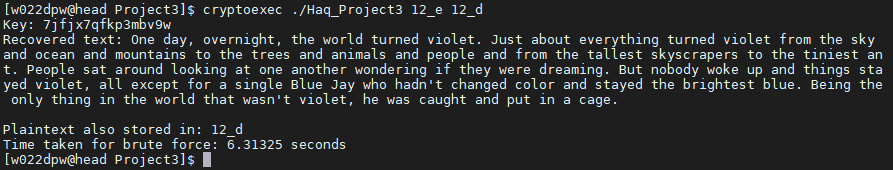 [w022dpw@head Project3]$ cryptoexec ./Haq_Project3 12_e 12_d
Key: 7jfjx7qfkp3mbv9w
Recovered text: One day, overnight, the world turned violet. Just about everything turned violet from the sky
and ocean and mountains to the trees and animals and people and from the tallest skyscrapers to the tiniest an
t. People sat around looking at one another wondering if they were dreaming. But nobody woke up and things sta
yed violet, all except for a single Blue Jay who hadn't changed color and stayed the brightest blue. Being the
 only thing in the world that wasn't violet, he was caught and put in a cage.

Plaintext also stored in: 12_d
Time taken for brute force: 6.31325 seconds
[w022dpw@head Project3]$